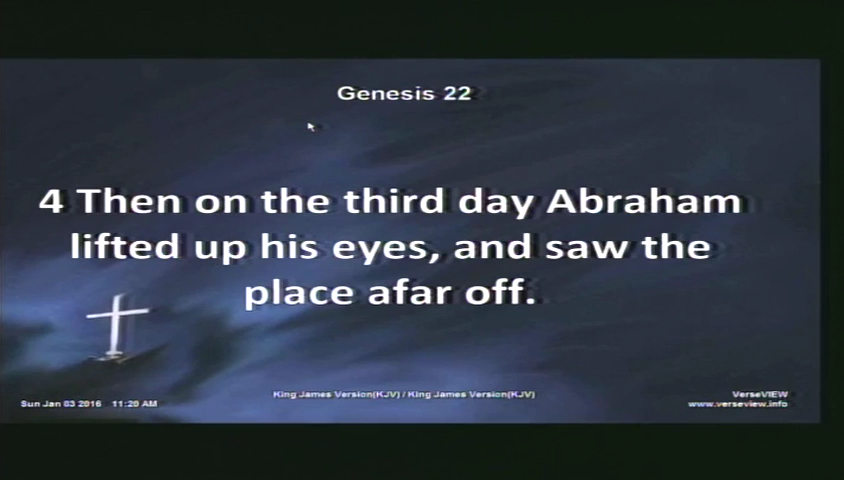 Genesis 22
4 Then on the third day Abraham
lifted up his eyes, and saw the
place afar off.
King James Version(KJV) / King James Version(KJV)
VerseVIEW
Sun Jan 03 2016 11:20 AM
www.verseview.info